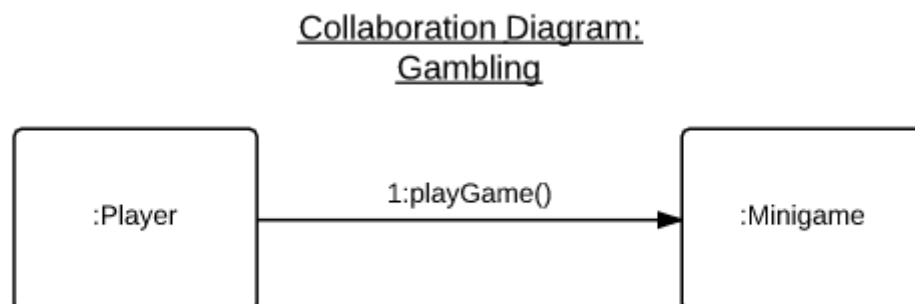 Collaboration Diagram:
Gambling
1:playGame()
:Player
:Minigame